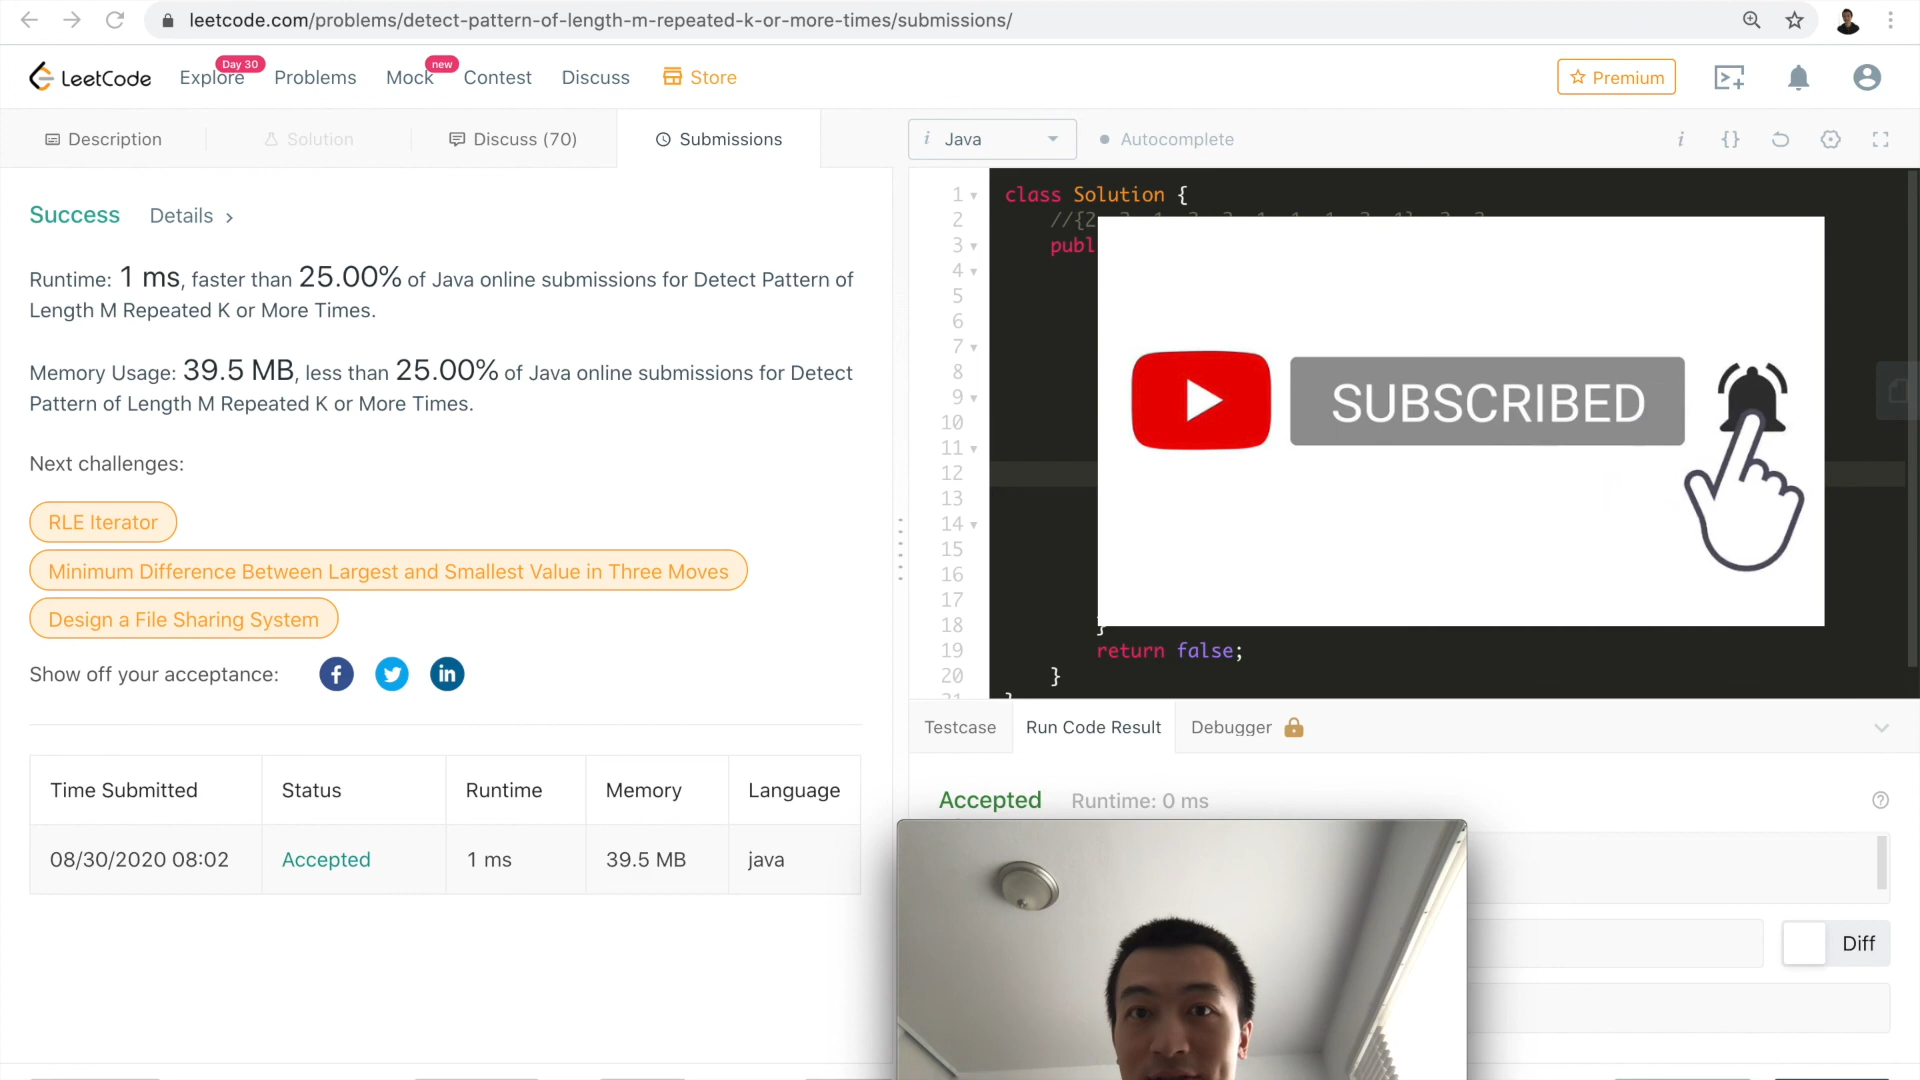 leetcode.com/problems/detect-pattern-of-length-m-repeated-k-or-more-times/submissions/
LeetCode Explore Day 30 Problems Mock new Contest Discuss Store Premium
Description Solution Discuss (70) Submissions
i Java Autocomplete
Success Details >
Runtime: 1 ms, faster than 25.00% of Java online submissions for Detect Pattern of
Length M Repeated K or More Times.
Memory Usage: 39.5 MB, less than 25.00% of Java online submissions for Detect
Pattern of Length M Repeated K or More Times.
Next challenges:
RLE Iterator
Minimum Difference Between Largest and Smallest Value in Three Moves
Design a File Sharing System
Show off your acceptance:
Time Submitted Status Runtime Memory Language
08/30/2020 08:02 Accepted 1 ms 39.5 MB java
1 class Solution {
2 //{2
3 publ
4
5
6
7
8
9
10
11
12
13
14
15
16
17
18 }
19 return false;
20 }
SUBSCRIBED
Testcase Run Code Result Debugger
Accepted Runtime: 0 ms
Diff